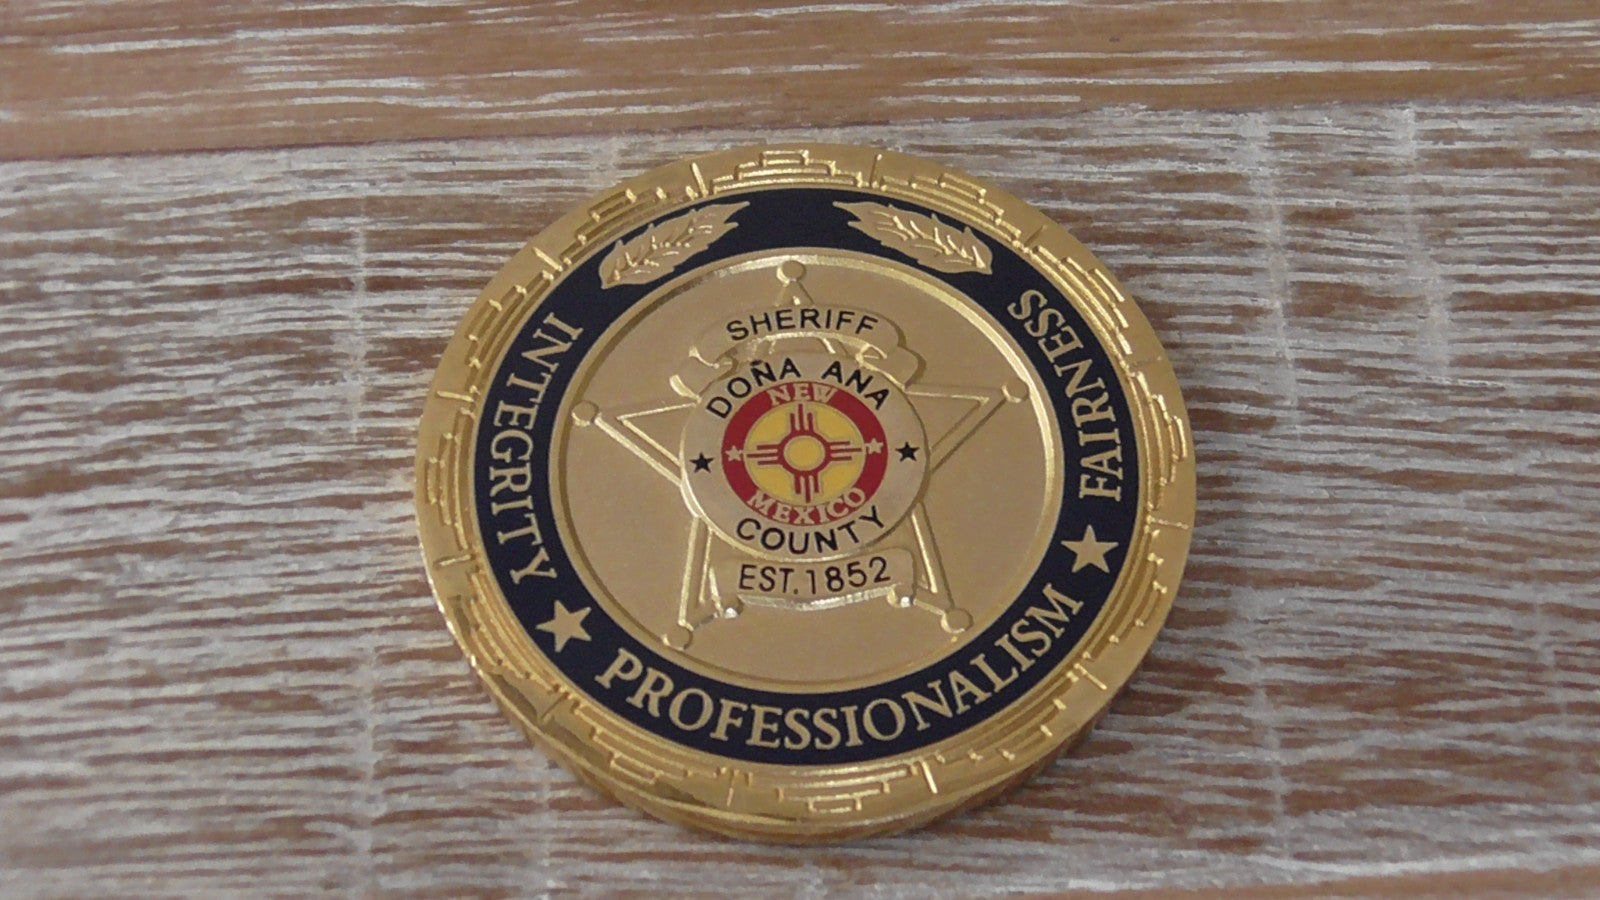 INTEGRITY ★ PROFESSIONALISM ★ FAIRNESS
SHERIFF
DOÑA ANA
NEW
MEXICO
COUNTY
EST.1852